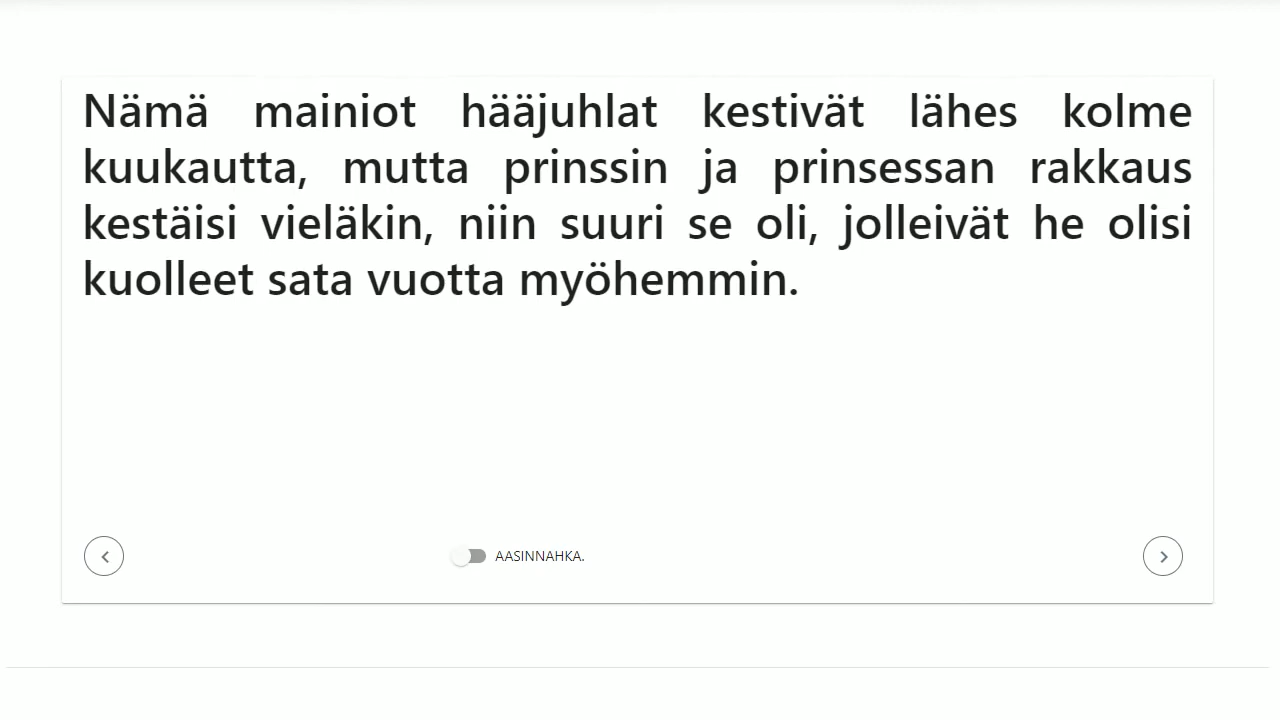 Nämä mainiot hääjuhlat kestivät lähes kolme
kuukautta, mutta prinssin ja prinsessan rakkaus
kestäisi vieläkin, niin suuri se oli, jolleivät he olisi
kuolleet sata vuotta myöhemmin.
AASINNAHKA.